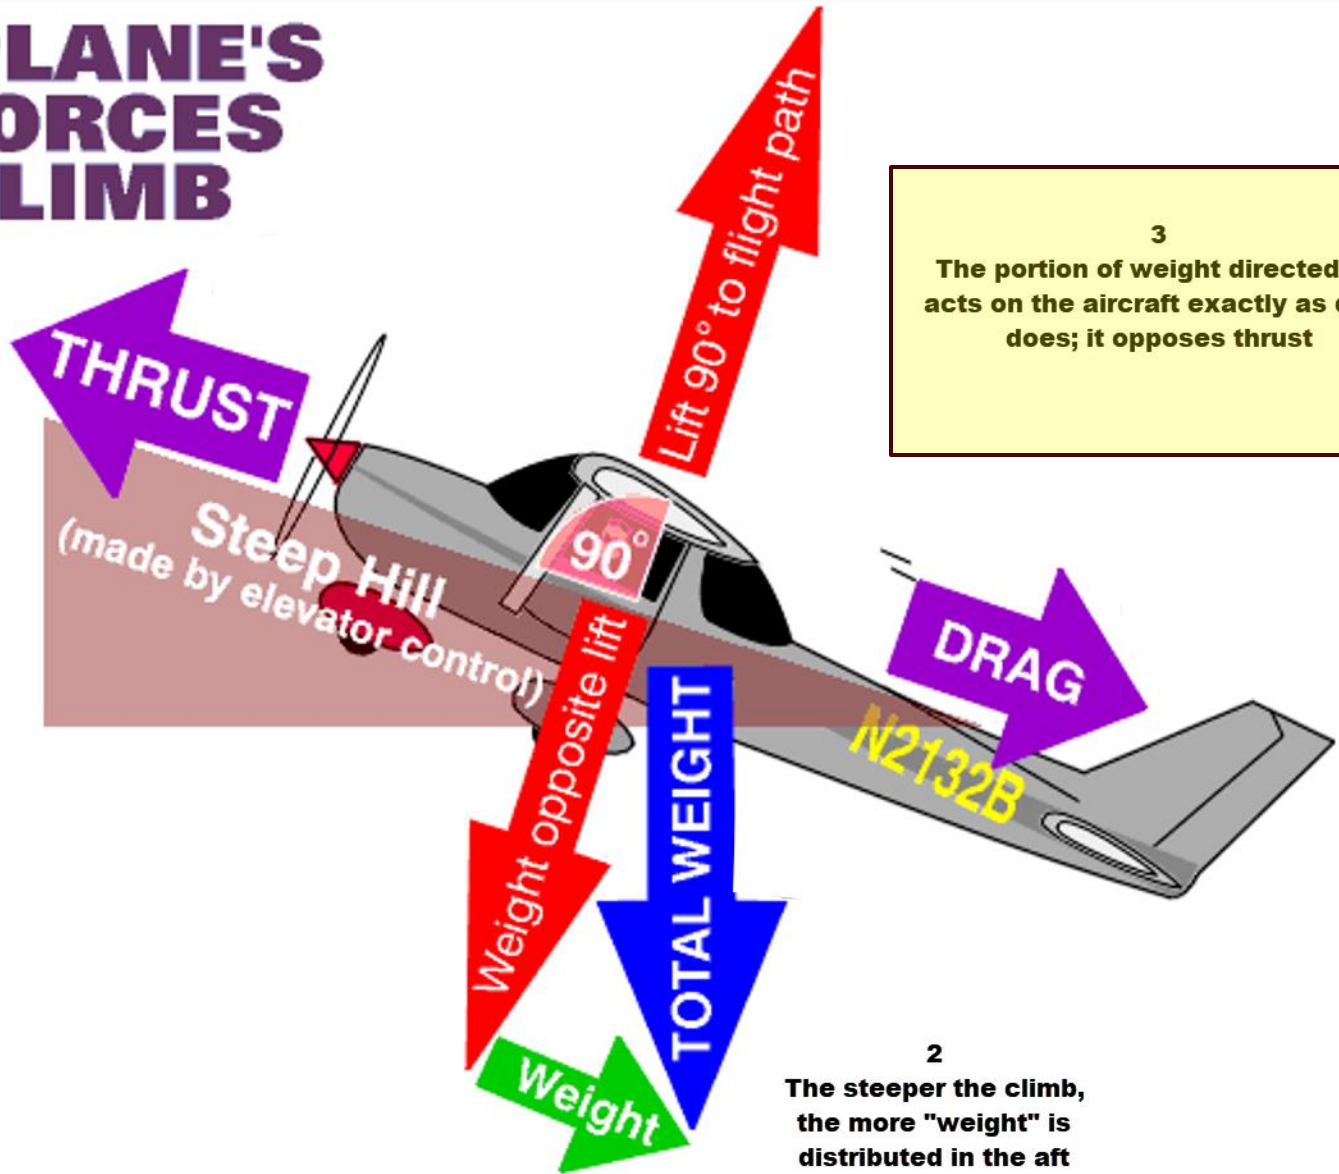 LANE'S
ORCES
LIMB
Lift 90° to flight path
3
The portion of weight directed
acts on the aircraft exactly as
does; it opposes thrust
THRUST
Steep Hill
(made by elevator control)
90°
DRAG
N2132B
Weight opposite lift
TOTAL WEIGHT
Weight
2
The steeper the climb,
the more "weight" is
distributed in the aft